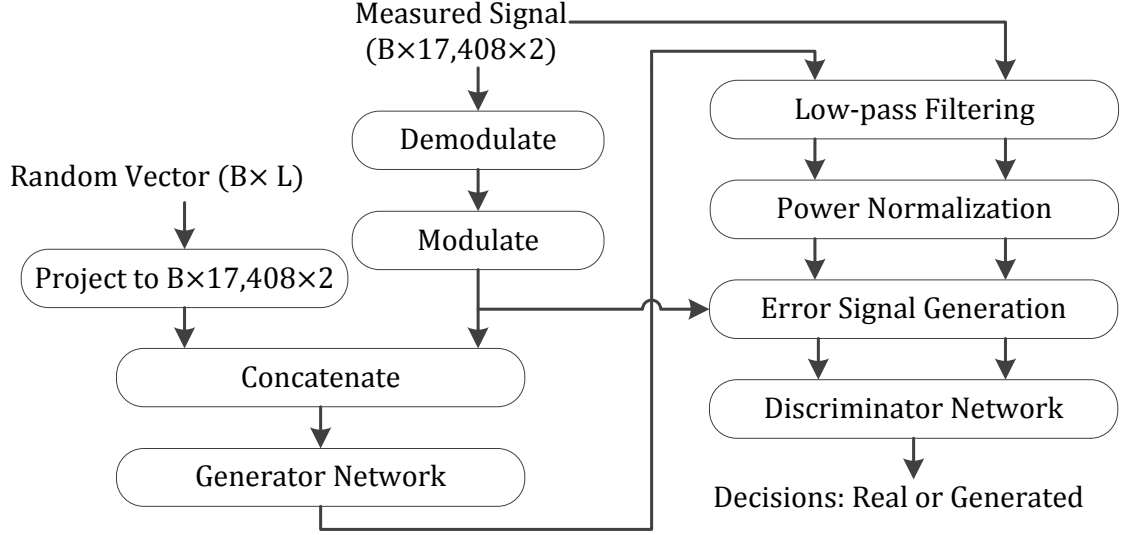 Measured Signal
(B×17,408×2)
Low-pass Filtering
Demodulate
Random Vector (B× L)
Power Normalization
Modulate
Project to B×17,408×2
Error Signal Generation
Concatenate
Discriminator Network
Generator Network
Decisions: Real or Generated